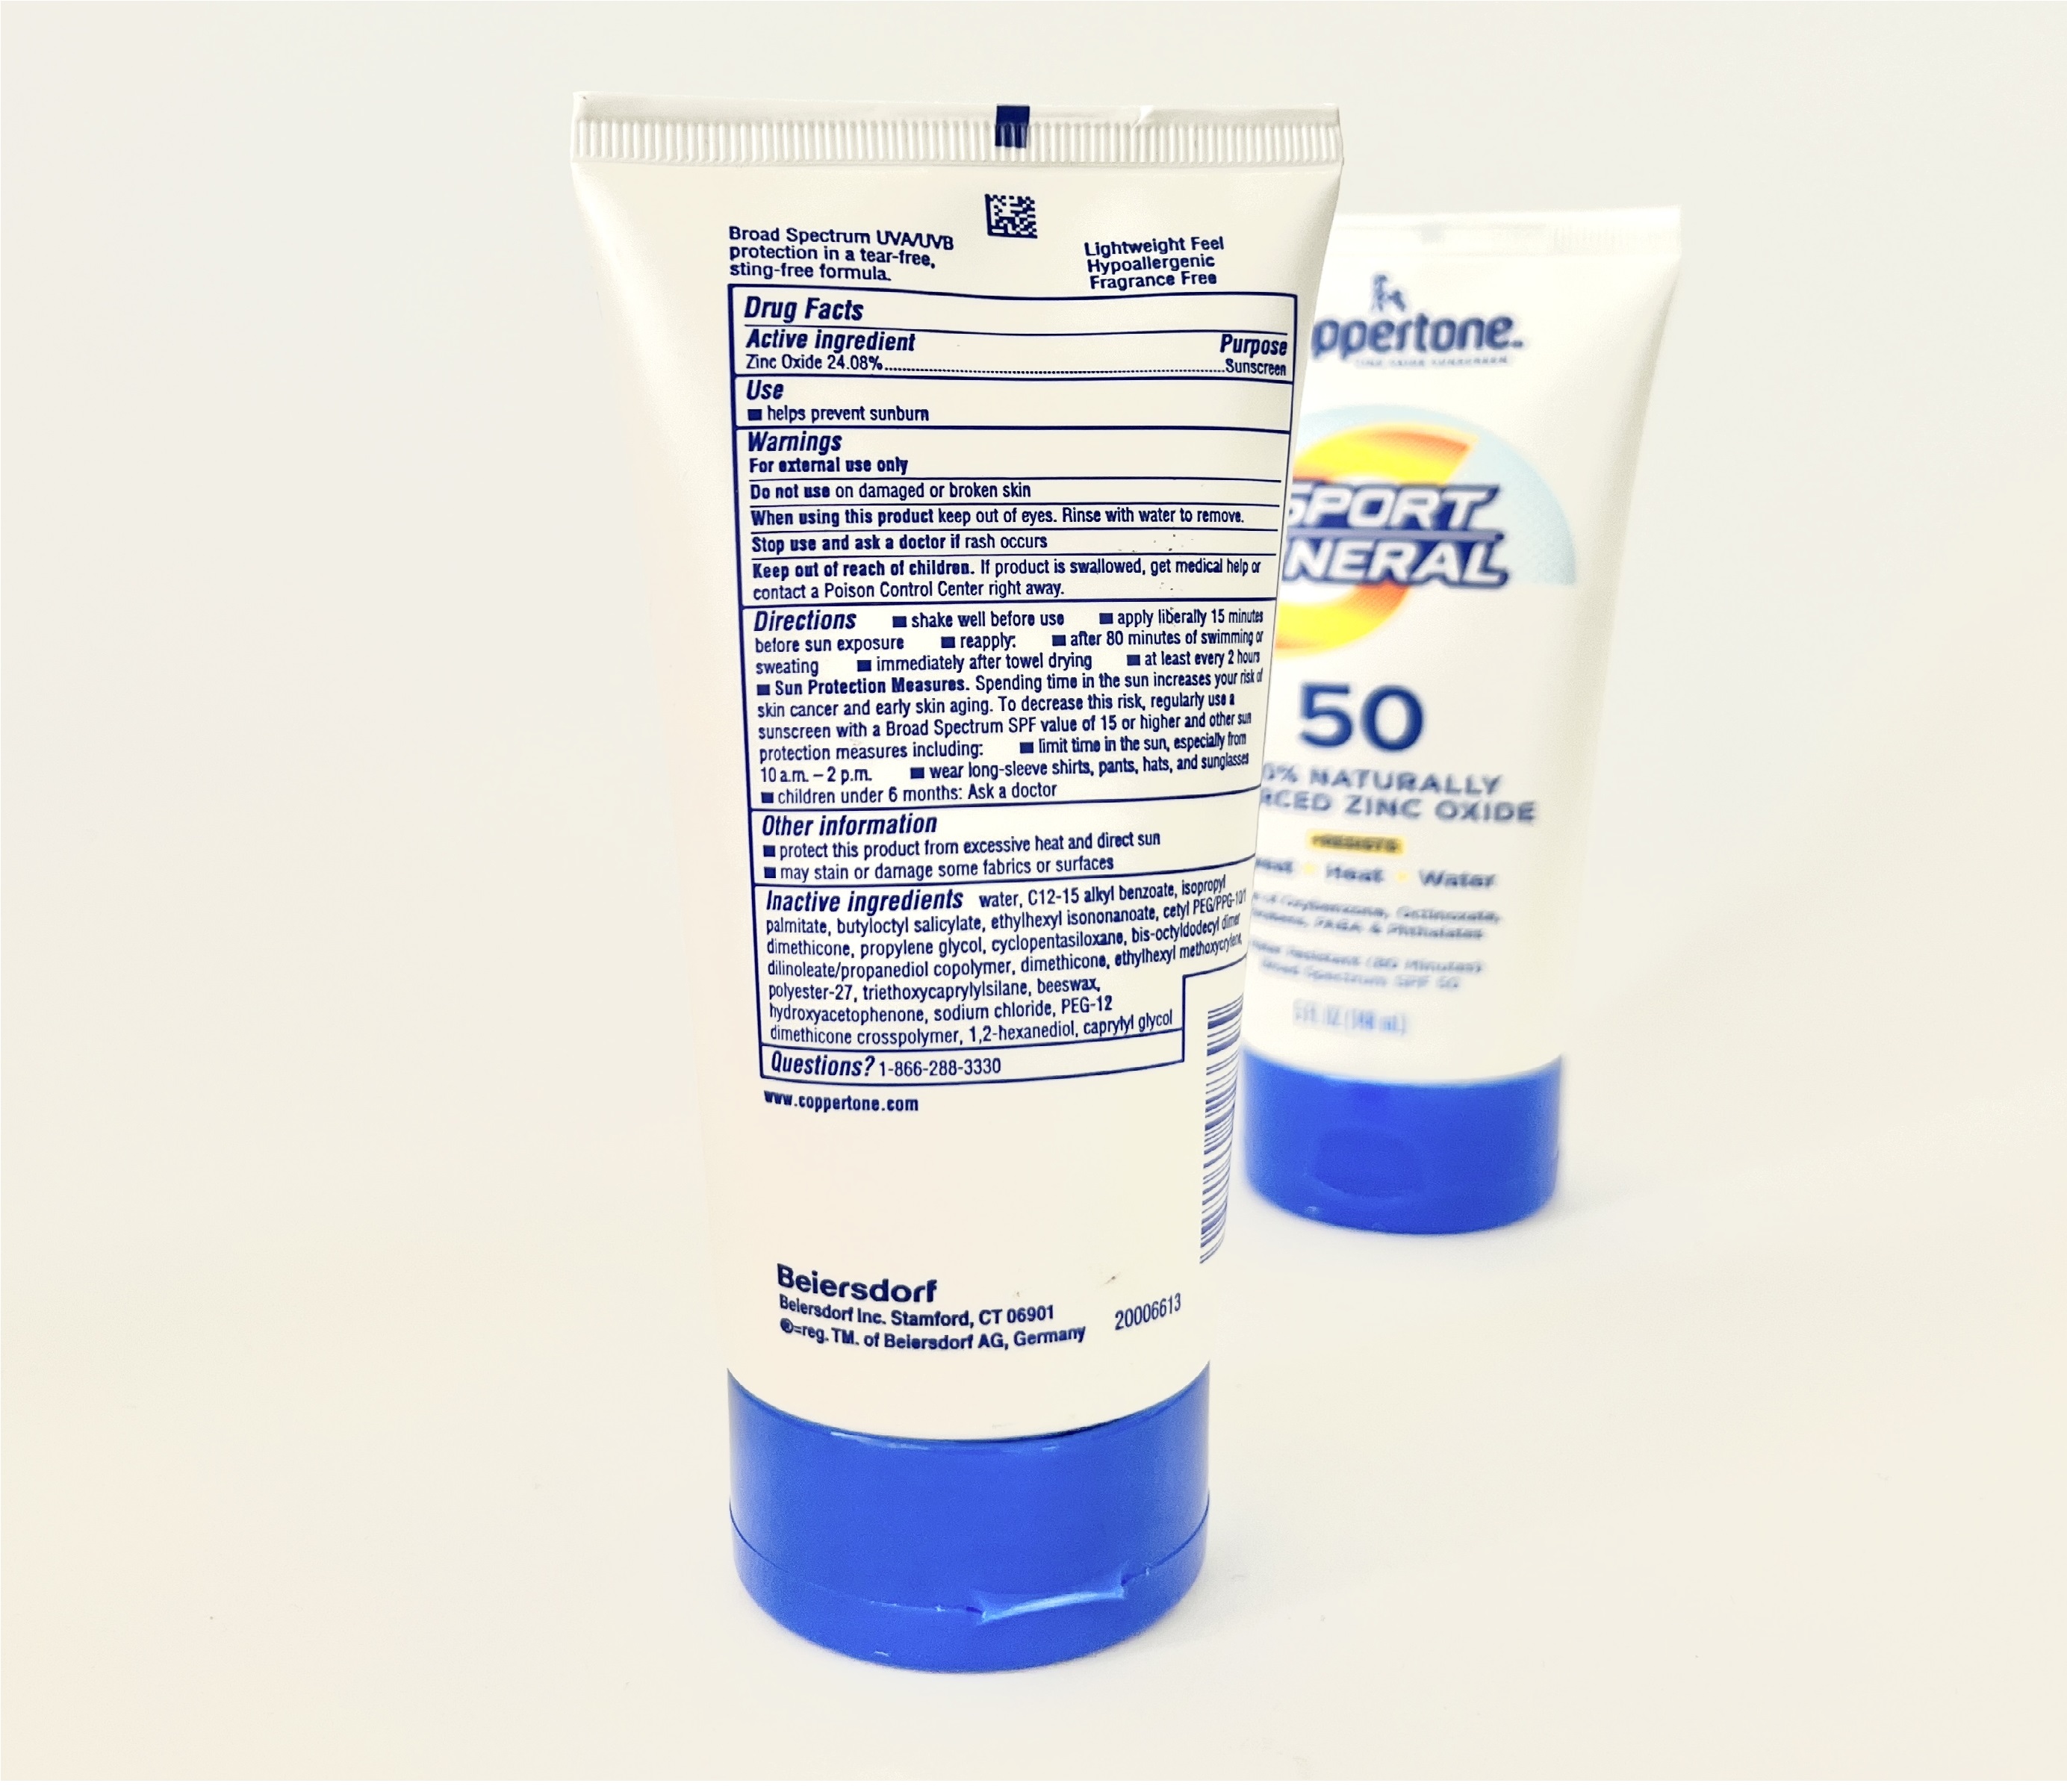 Broad Spectrum UVA/UVB
protection in a tear-free,
sting-free formula.
Lightweight Feel
Hypoallergenic
Fragrance Free
Drug Facts
Active ingredient Purpose
Zinc Oxide 24.08%..........Sunscreen
Use
■ helps prevent sunburn
Warnings
For external use only
Do not use on damaged or broken skin
When using this product keep out of eyes. Rinse with water to remove.
Stop use and ask a doctor if rash occurs
Keep out of reach of children. If product is swallowed, get medical help or
contact a Poison Control Center right away.
Directions ■ shake well before use ■ apply liberally 15 minutes
before sun exposure ■ reapply: ■ after 80 minutes of swimming or
sweating ■ immediately after towel drying ■ at least every 2 hours
■ Sun Protection Measures. Spending time in the sun increases your risk of
skin cancer and early skin aging. To decrease this risk, regularly use a
sunscreen with a Broad Spectrum SPF value of 15 or higher and other sun
protection measures including: ■ limit time in the sun, especially from
10 a.m. – 2 p.m. ■ wear long-sleeve shirts, pants, hats, and sunglasses
■ children under 6 months: Ask a doctor
Other information
■ protect this product from excessive heat and direct sun
■ may stain or damage some fabrics or surfaces
Inactive ingredients water, C12-15 alkyl benzoate, isopropyl
palmitate, butyloctyl salicylate, ethylhexyl isononanoate, cetyl PEG/PPG-10/1
dimethicone, propylene glycol, cyclopentasiloxane, bis-octyldodecyl dimer
dilinoleate/propanediol copolymer, dimethicone, ethylhexyl methoxycrylene,
polyester-27, triethoxycaprylylsilane, beeswax,
hydroxyacetophenone, sodium chloride, PEG-12
dimethicone crosspolymer, 1,2-hexanediol, caprylyl glycol
Questions? 1-866-288-3330
www.coppertone.com
Beiersdorf
Beiersdorf Inc. Stamford, CT 06901
®=reg. TM. of Beiersdorf AG, Germany
20006613
ppertone
SPORT
NERAL
50
% NATURALLY
RCED ZINC OXIDE
Heat Water
Water Resistant (80 Minutes)
Broad Spectrum SPF 50